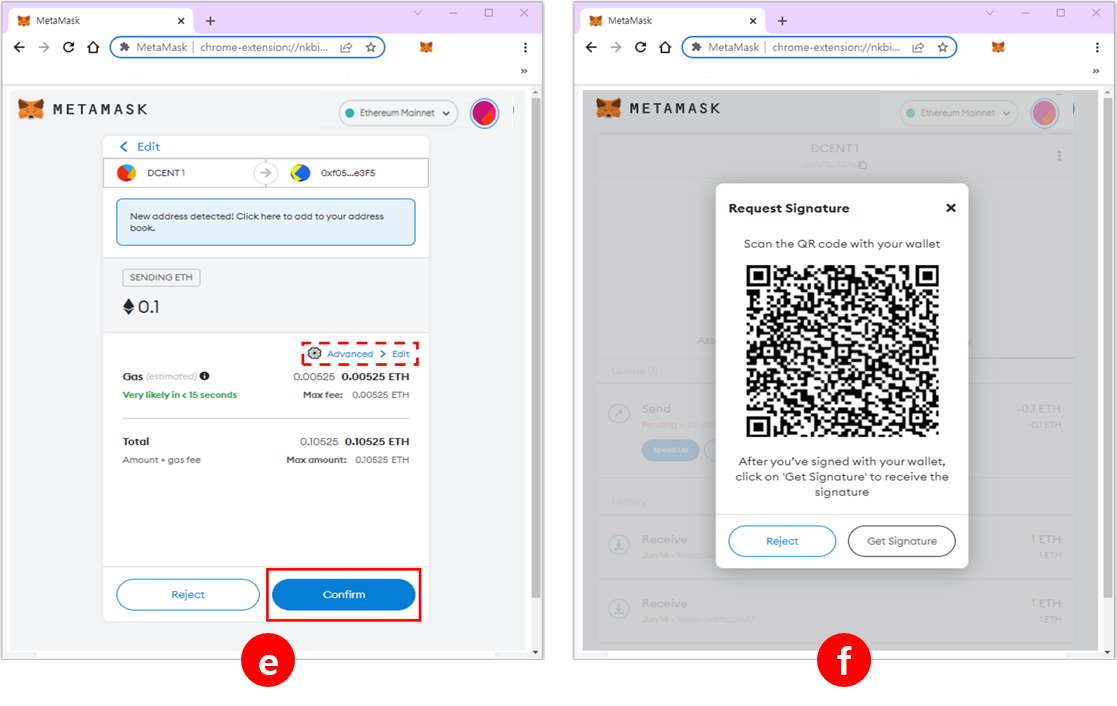 MetaMask
MetaMask | chrome-extension://nkbi...
METAMASK
Ethereum Mainnet
Edit
DCENT 1
0xf05...e3F5
New address detected! Click here to add to your address
book.
SENDING ETH
0.1
Advanced > Edit
Gas (estimated)
0.00525 0.00525 ETH
Very likely in < 15 seconds
Max fee: 0.00525 ETH
Total
0.10525 0.10525 ETH
Amount + gas fee
Max amount: 0.10525 ETH
Reject
Confirm
e
MetaMask
MetaMask | chrome-extension://nkbi...
METAMASK
Ethereum Mainnet
DCENT 1
Request Signature
Scan the QR code with your wallet
After you've signed with your wallet,
click on 'Get Signature' to receive the
signature
Reject
Get Signature
Queue (1)
Send
-0.1 ETH
Pending
-0.1 ETH
Speed Up
History
Receive
1 ETH
Jun 14
1 ETH
Receive
1 ETH
Jun 14
1 ETH
f